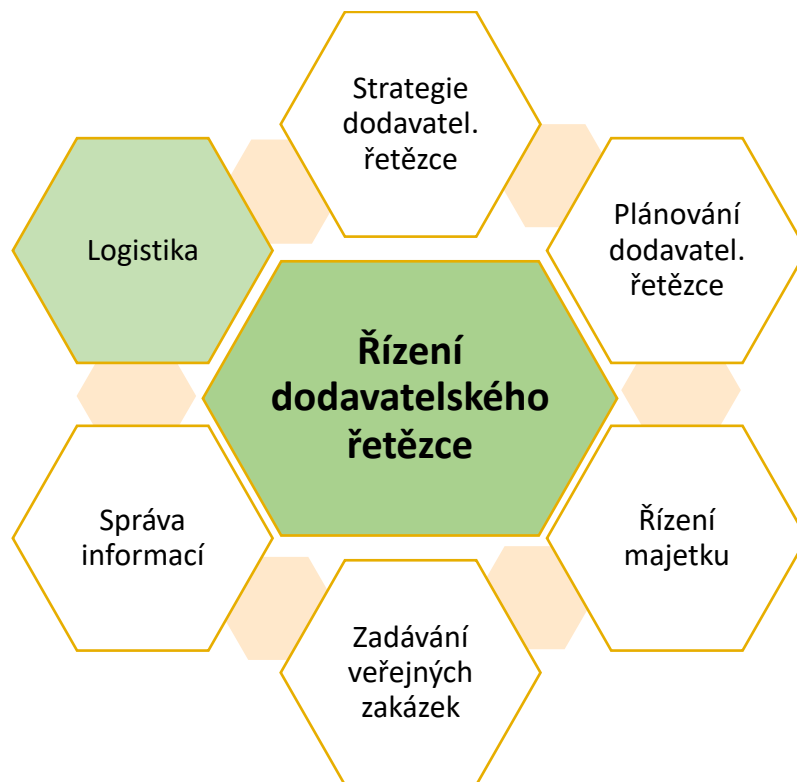 Strategie
dodavatel.
řetězce
Plánování
dodavatel.
řetězce
Logistika
Řízení
dodavatelského
řetězce
Správa
informací
Řízení
majetku
Zadávání
veřejných
zakázek